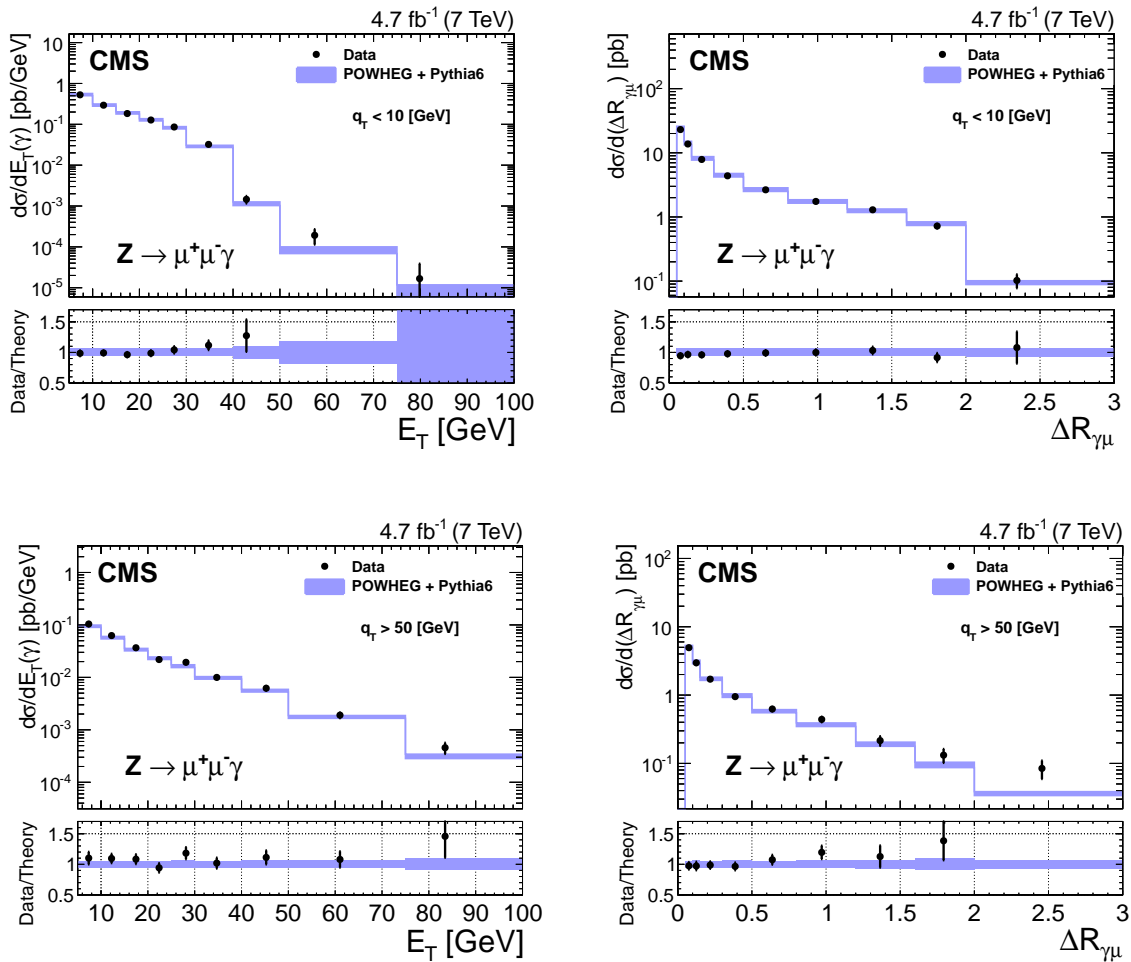 4.7 fb⁻¹ (7 TeV)
CMS
Data
POWHEG + Pythia6
q_T < 10 [GeV]
dσ/dE_T(γ) [pb/GeV]
10
1
10⁻¹
10⁻²
10⁻³
10⁻⁴
10⁻⁵
Z → μ⁺μ⁻γ
Data/Theory
1.5
1
0.5
10 20 30 40 50 60 70 80 90 100
E_T [GeV]
4.7 fb⁻¹ (7 TeV)
CMS
Data
POWHEG + Pythia6
q_T < 10 [GeV]
dσ/d(ΔR_γμ) [pb]
10²
10
1
10⁻¹
Z → μ⁺μ⁻γ
Data/Theory
1.5
1
0.5
0 0.5 1 1.5 2 2.5 3
ΔR_γμ
4.7 fb⁻¹ (7 TeV)
CMS
Data
POWHEG + Pythia6
q_T > 50 [GeV]
dσ/dE_T(γ) [pb/GeV]
1
10⁻¹
10⁻²
10⁻³
10⁻⁴
Z → μ⁺μ⁻γ
Data/Theory
1.5
1
0.5
10 20 30 40 50 60 70 80 90 100
E_T [GeV]
4.7 fb⁻¹ (7 TeV)
CMS
Data
POWHEG + Pythia6
q_T > 50 [GeV]
dσ/d(ΔR_γμ) [pb]
10²
10
1
10⁻¹
Z → μ⁺μ⁻γ
Data/Theory
1.5
1
0.5
0 0.5 1 1.5 2 2.5 3
ΔR_γμ